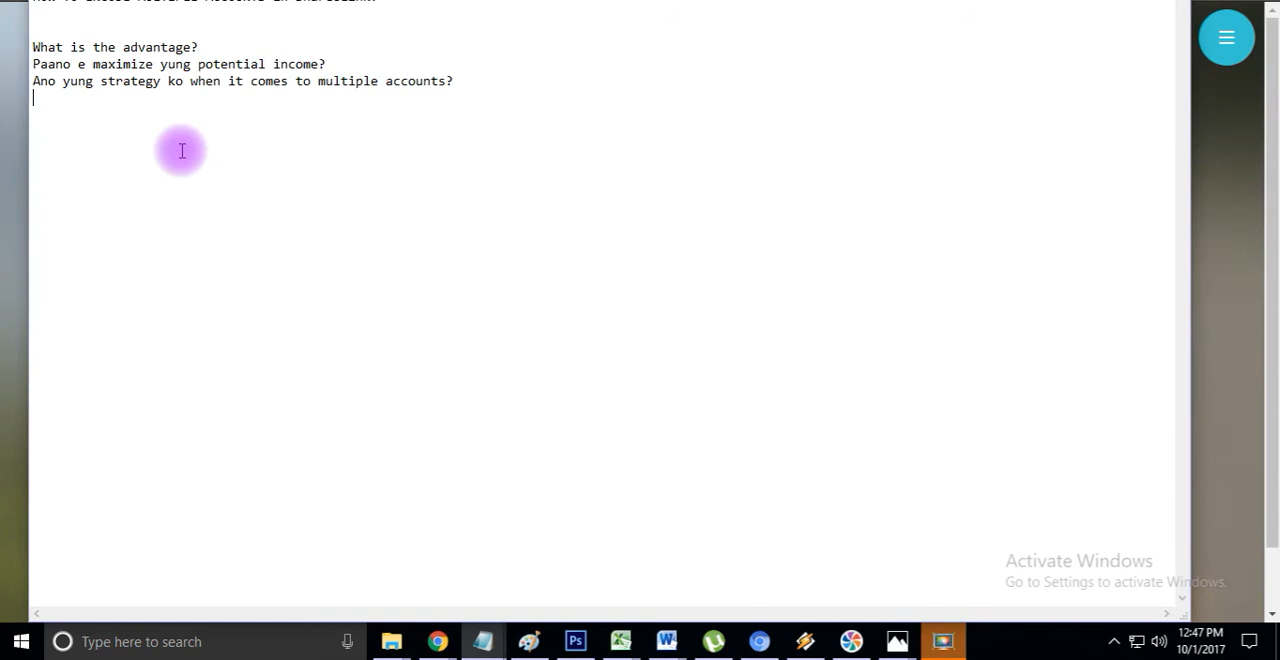 What is the advantage?
Paano e maximize yung potential income?
Ano yung strategy ko when it comes to multiple accounts?
Activate Windows
Go to Settings to activate Windows.
Type here to search
Ps
12:47 PM
10/1/2017